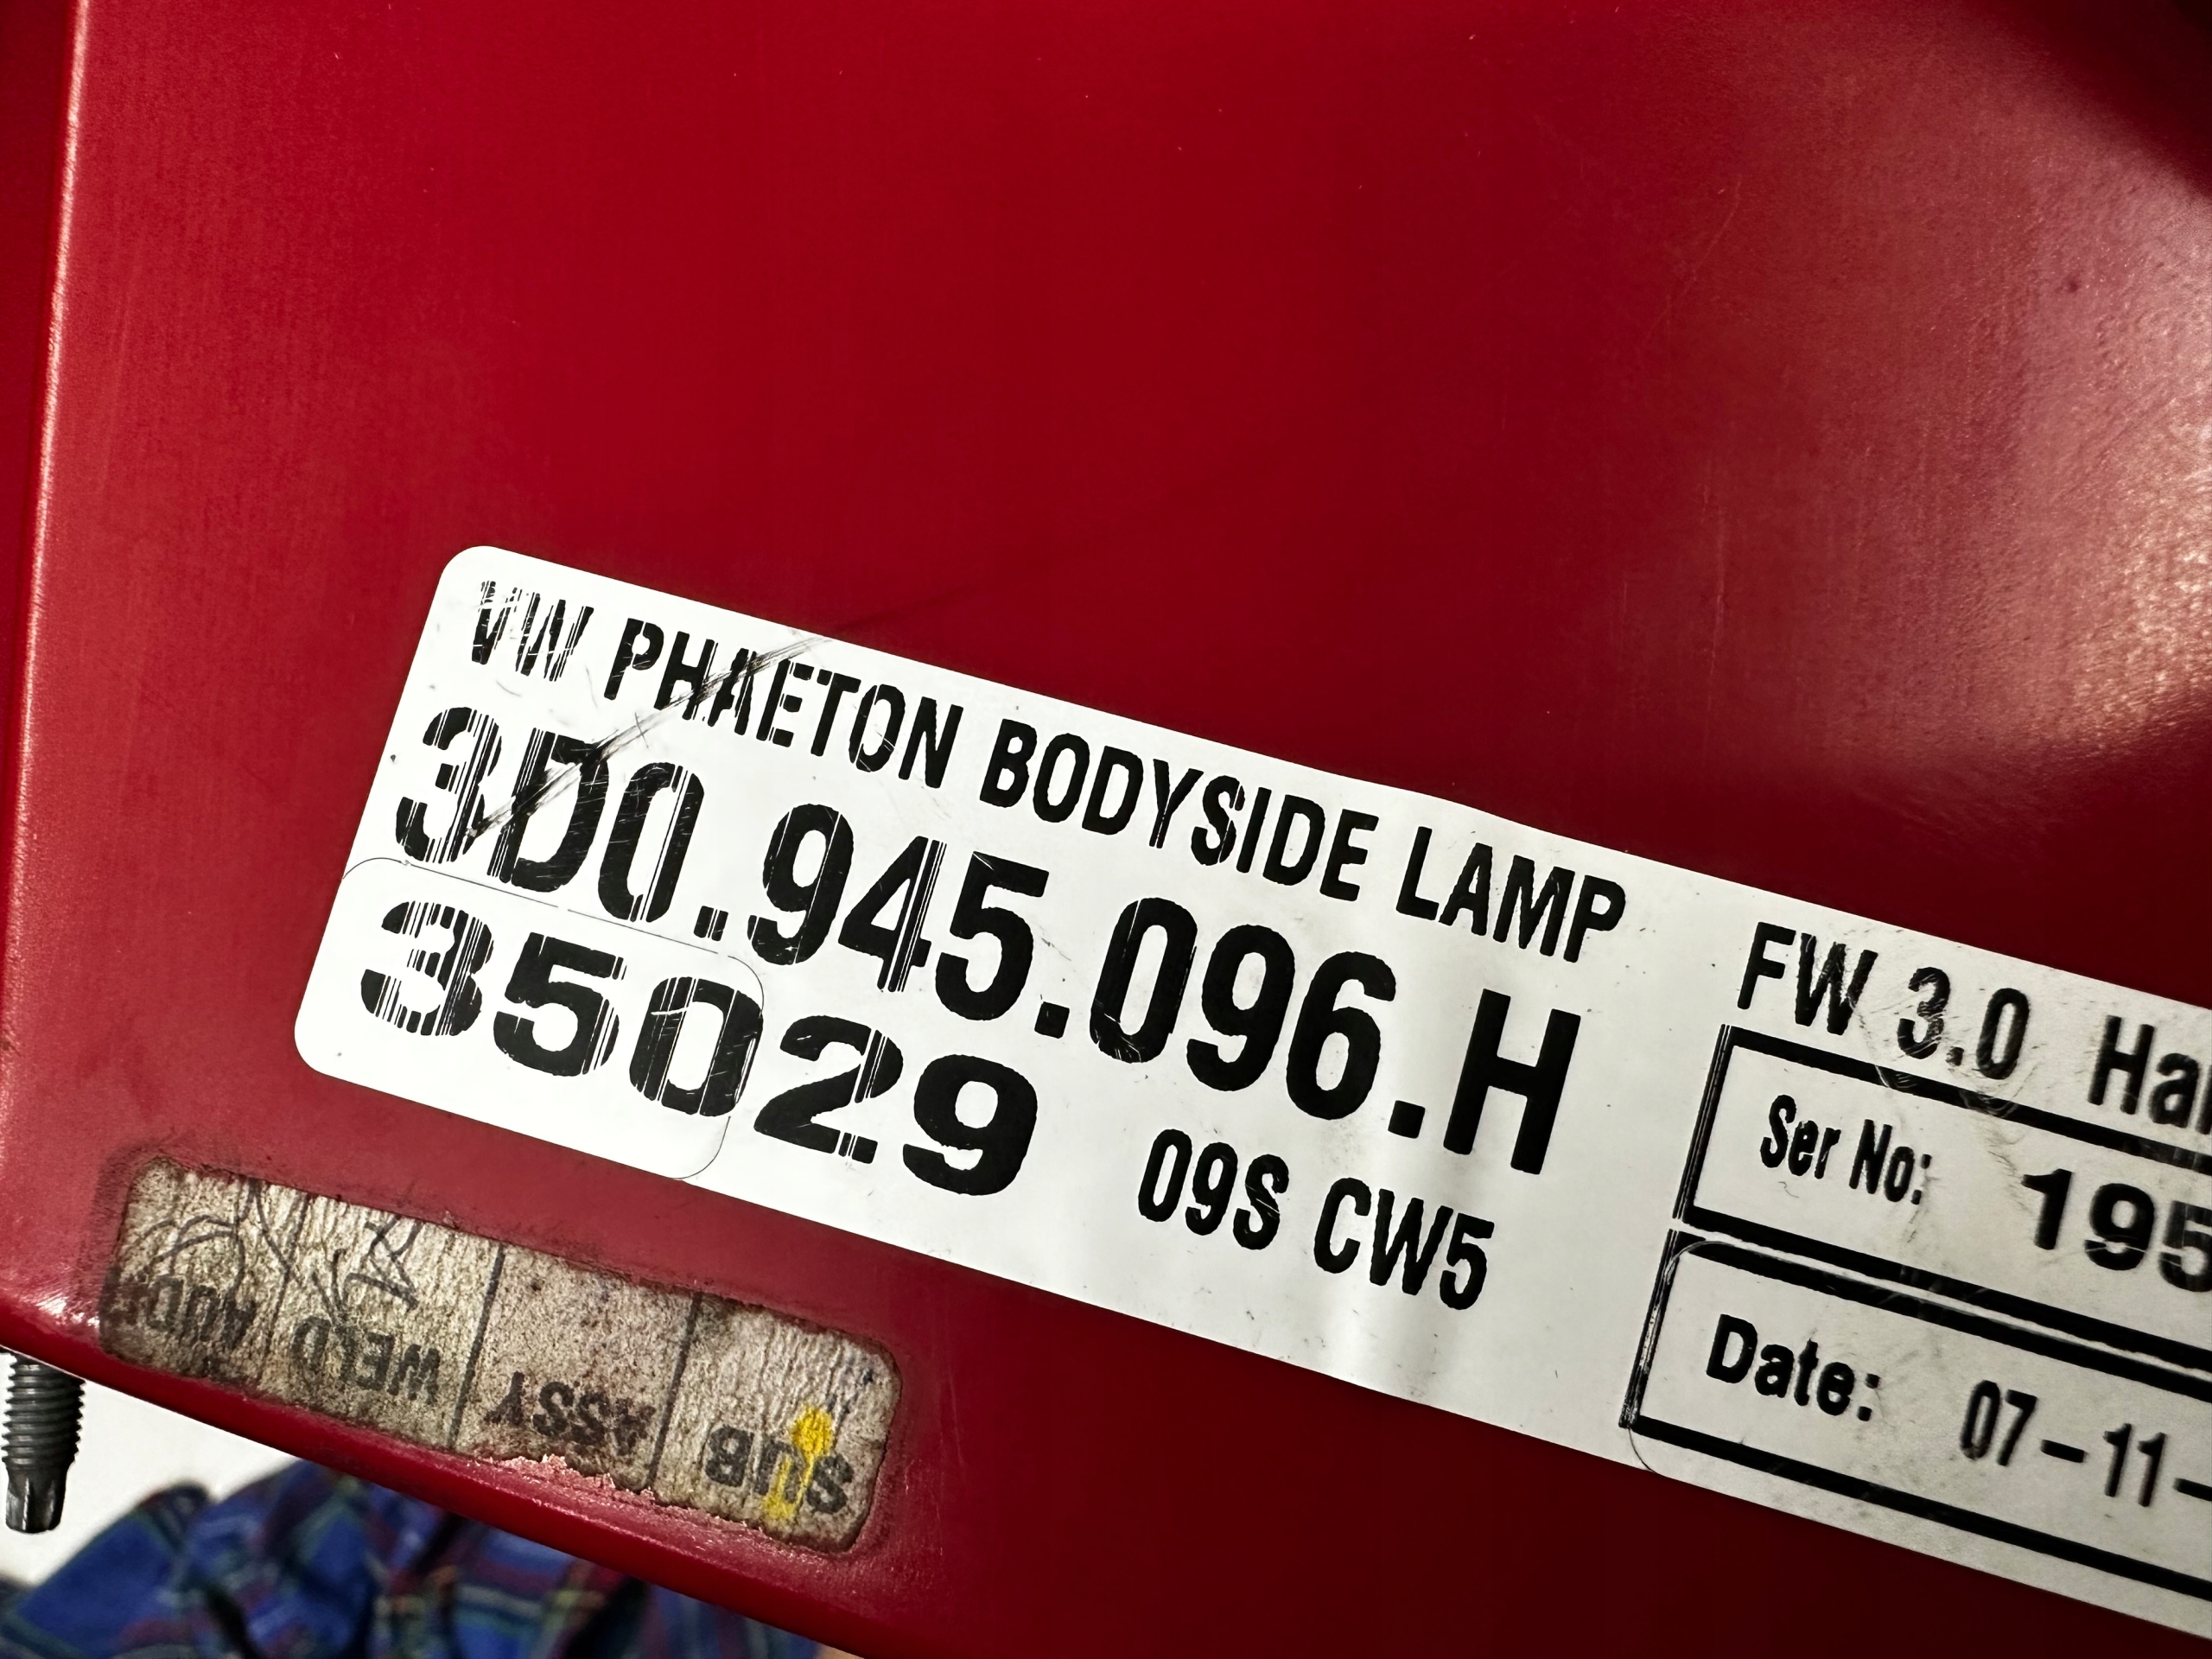 VW PHAETON BODYSIDE LAMP
3D0.945.096.H
35029
09S CW5
FW 3.0
Ser No: 195
Date: 07-11-
SUB
ASSY
WELD